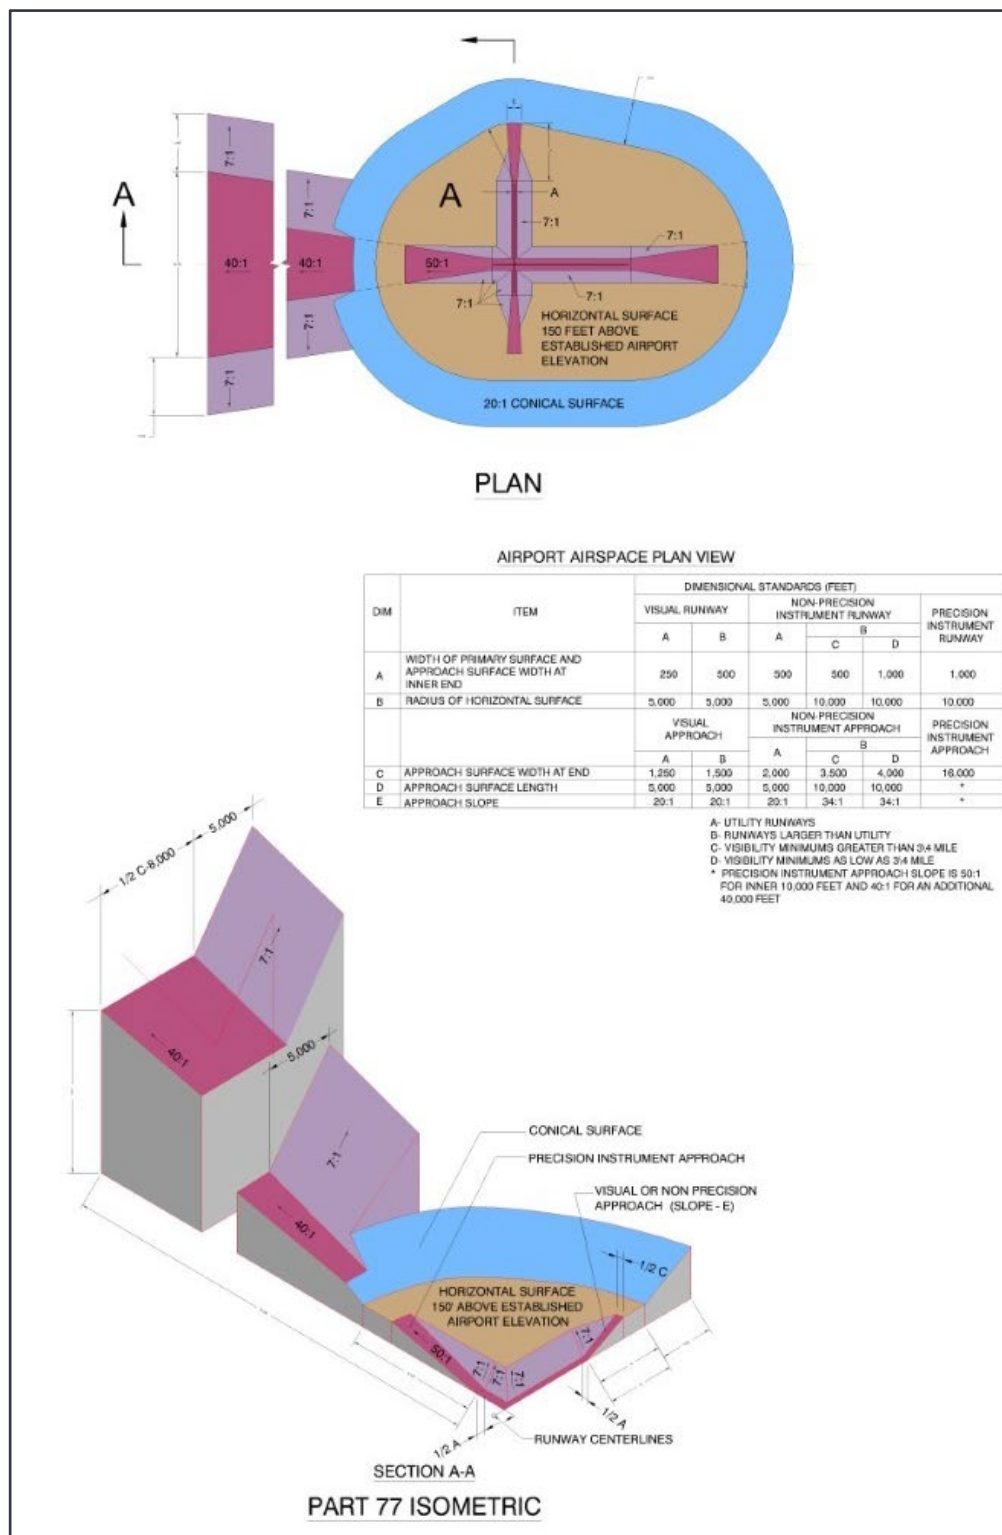 A
A
A
7:1
7:1
40:1
40:1
50:1
7:1
7:1
7:1
7:1
7:1
7:1
HORIZONTAL SURFACE
150 FEET ABOVE
ESTABLISHED AIRPORT
ELEVATION
20:1 CONICAL SURFACE
PLAN
AIRPORT AIRSPACE PLAN VIEW
DIM ITEM DIMENSIONAL STANDARDS (FEET)
VISUAL RUNWAY NON-PRECISION INSTRUMENT RUNWAY PRECISION INSTRUMENT RUNWAY
A B A B
C D
A WIDTH OF PRIMARY SURFACE AND APPROACH SURFACE WIDTH AT INNER END 250 500 500 500 1,000 1,000
B RADIUS OF HORIZONTAL SURFACE 5,000 5,000 5,000 10,000 10,000 10,000
VISUAL APPROACH NON-PRECISION INSTRUMENT APPROACH PRECISION INSTRUMENT APPROACH
A B A B
C D
C APPROACH SURFACE WIDTH AT END 1,250 1,500 2,000 3,500 4,000 16,000
D APPROACH SURFACE LENGTH 5,000 5,000 5,000 10,000 10,000 *
E APPROACH SLOPE 20:1 20:1 20:1 34:1 34:1 *
A- UTILITY RUNWAYS
B- RUNWAYS LARGER THAN UTILITY
C- VISIBILITY MINIMUMS GREATER THAN 3\4 MILE
D- VISIBILITY MINIMUMS AS LOW AS 3\4 MILE
* PRECISION INSTRUMENT APPROACH SLOPE IS 50:1
FOR INNER 10,000 FEET AND 40:1 FOR AN ADDITIONAL
40,000 FEET
1/2 C-8,000
5,000
7:1
40:1
5,000
7:1
40:1
CONICAL SURFACE
PRECISION INSTRUMENT APPROACH
VISUAL OR NON PRECISION
APPROACH (SLOPE - E)
1/2 C
HORIZONTAL SURFACE
150' ABOVE ESTABLISHED
AIRPORT ELEVATION
50:1
7:1
7:1
7:1
7:1
1/2 A
1/2 A
RUNWAY CENTERLINES
SECTION A-A
PART 77 ISOMETRIC